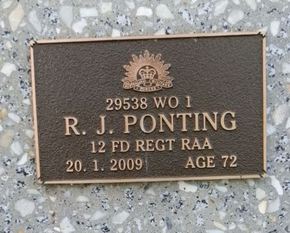 29538 WO 1
R. J. PONTING
12 FD REGT RAA
20. 1. 2009 AGE 72